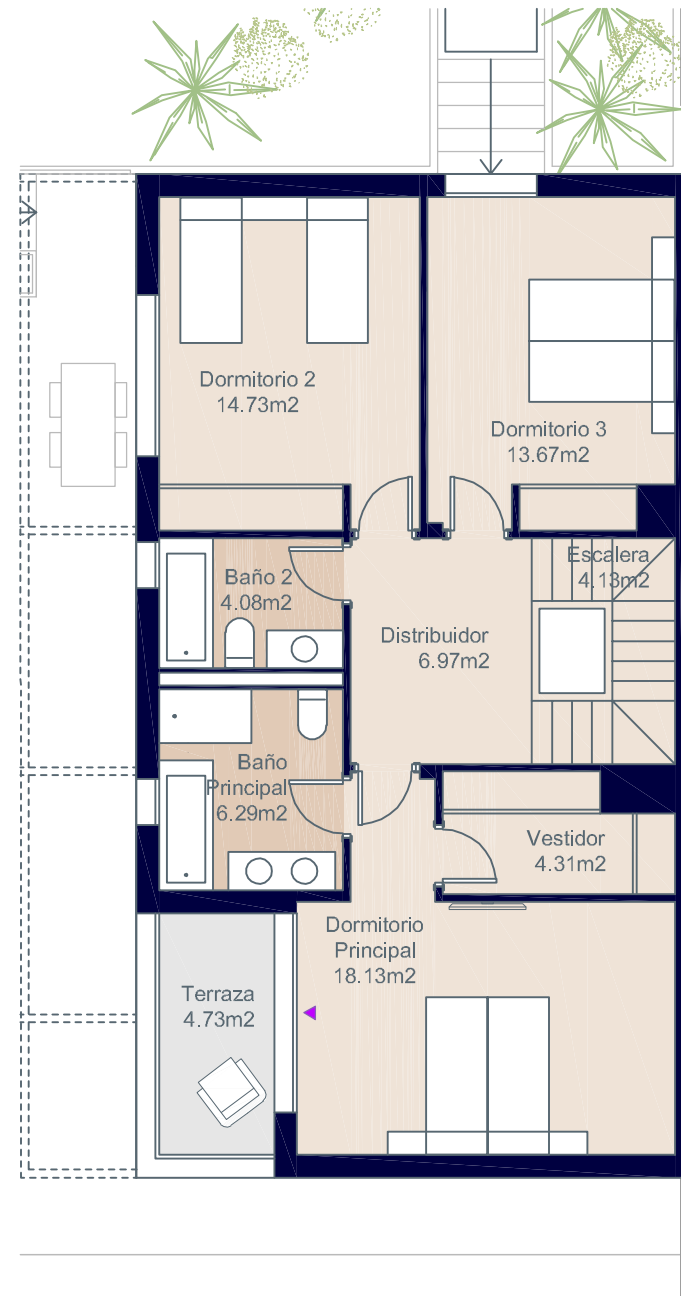 Dormitorio 2
14.73m2
Dormitorio 3
13.67m2
Escalera
4.13m2
Baño 2
4.08m2
Distribuidor
6.97m2
Baño
Principal
6.29m2
Vestidor
4.31m2
Dormitorio
Principal
18.13m2
Terraza
4.73m2